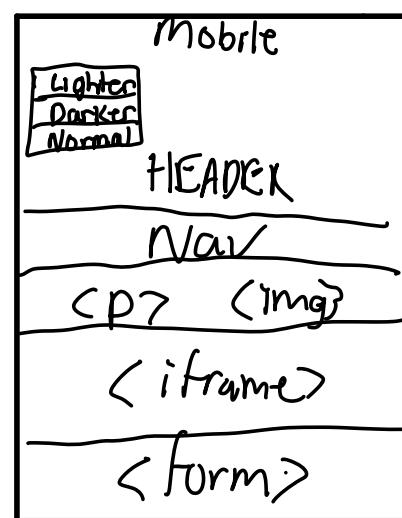 Mobile
Lighter
Darker
Normal
HEADER
Nav
<p> <img}
<iframe>
<form>